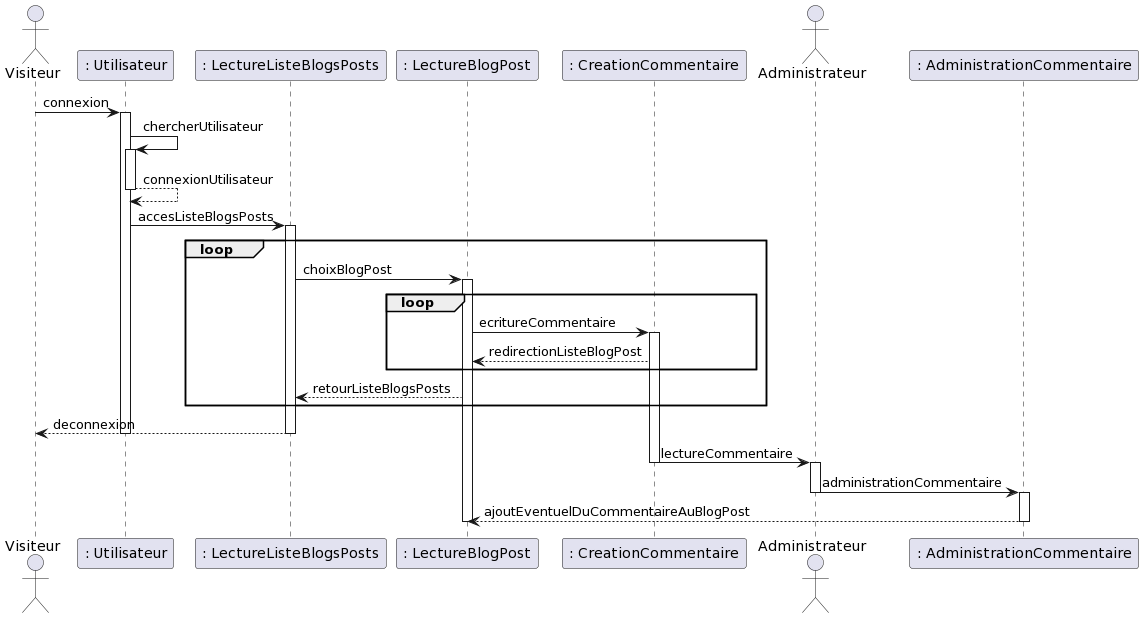 Visiteur
: Utilisateur
: LectureListeBlogsPosts
: LectureBlogPost
: CreationCommentaire
Administrateur
: AdministrationCommentaire
connexion
chercherUtilisateur
connexionUtilisateur
accesListeBlogsPosts
loop
choixBlogPost
loop
ecritureCommentaire
redirectionListeBlogPost
retourListeBlogsPosts
deconnexion
lectureCommentaire
administrationCommentaire
ajoutEventuelDuCommentaireAuBlogPost
Visiteur
: Utilisateur
: LectureListeBlogsPosts
: LectureBlogPost
: CreationCommentaire
Administrateur
: AdministrationCommentaire